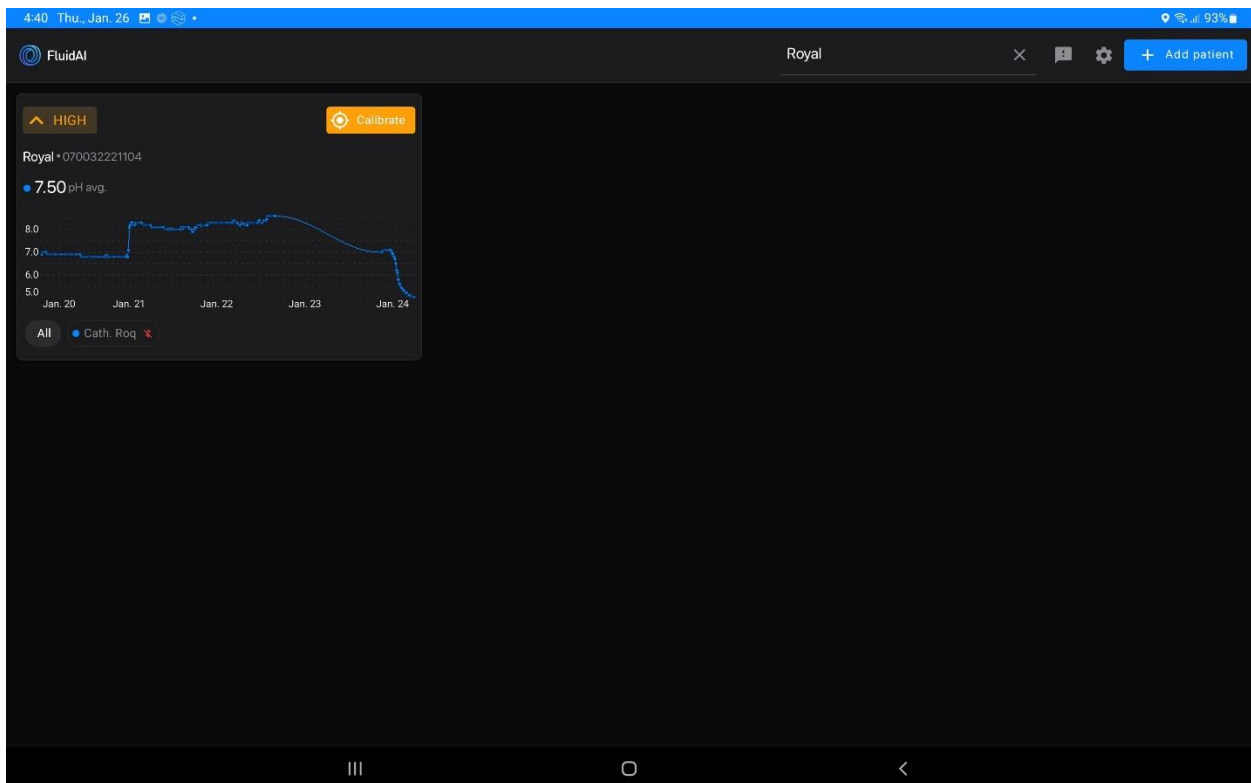 4:40 Thu., Jan. 26 93%
FluidAI Royal + Add patient
HIGH Calibrate
Royal • 070032221104
7.50 pH avg.
8.0
7.0
6.0
5.0
Jan. 20 Jan. 21 Jan. 22 Jan. 23 Jan. 24
All Cath. Roq